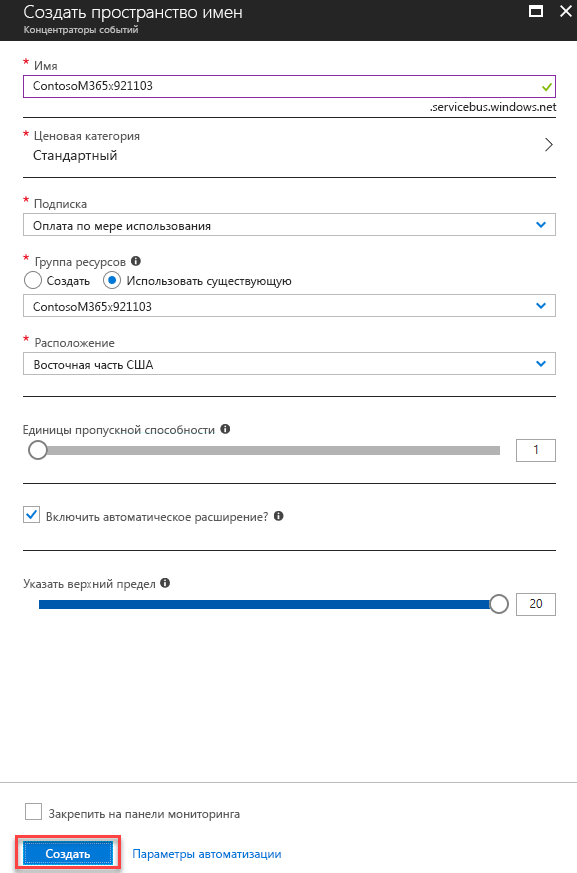 Создать пространство имен
Концентраторы событий
* Имя
ContosoM365x921103
.servicebus.windows.net
* Ценовая категория
Стандартный
* Подписка
Оплата по мере использования
* Группа ресурсов
Создать Использовать существующую
ContosoM365x921103
* Расположение
Восточная часть США
Единицы пропускной способности
1
Включить автоматическое расширение?
Указать верхний предел
20
Закрепить на панели мониторинга
Создать Параметры автоматизации